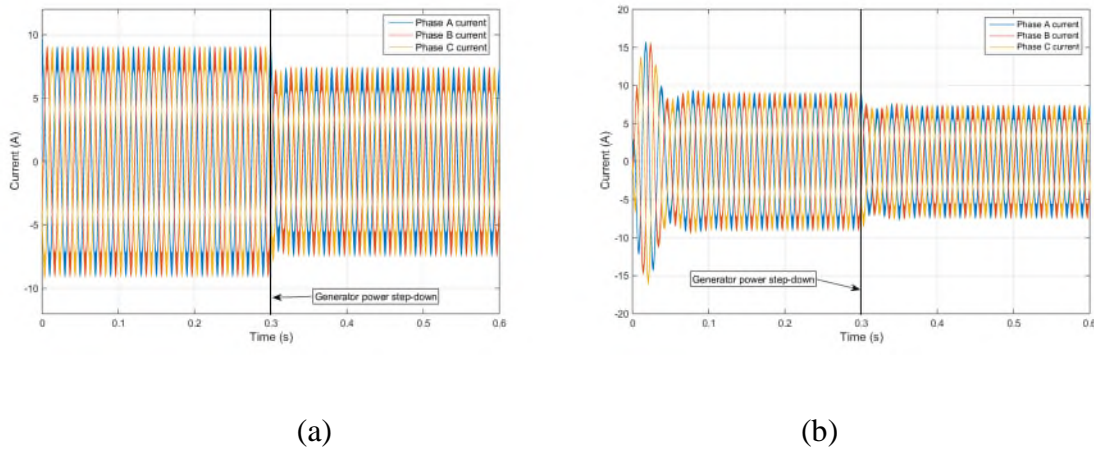 Phase A current
Phase B current
Phase C current
10
5
0
-5
-10
Current (A)
Generator power step-down
0
0.1
0.2
0.3
0.4
0.5
0.6
Time (s)
(a)
20
15
10
5
0
-5
-10
-15
-20
Current (A)
Phase A current
Phase B current
Phase C current
Generator power step-down
0
0.1
0.2
0.3
0.4
0.5
0.6
Time (s)
(b)